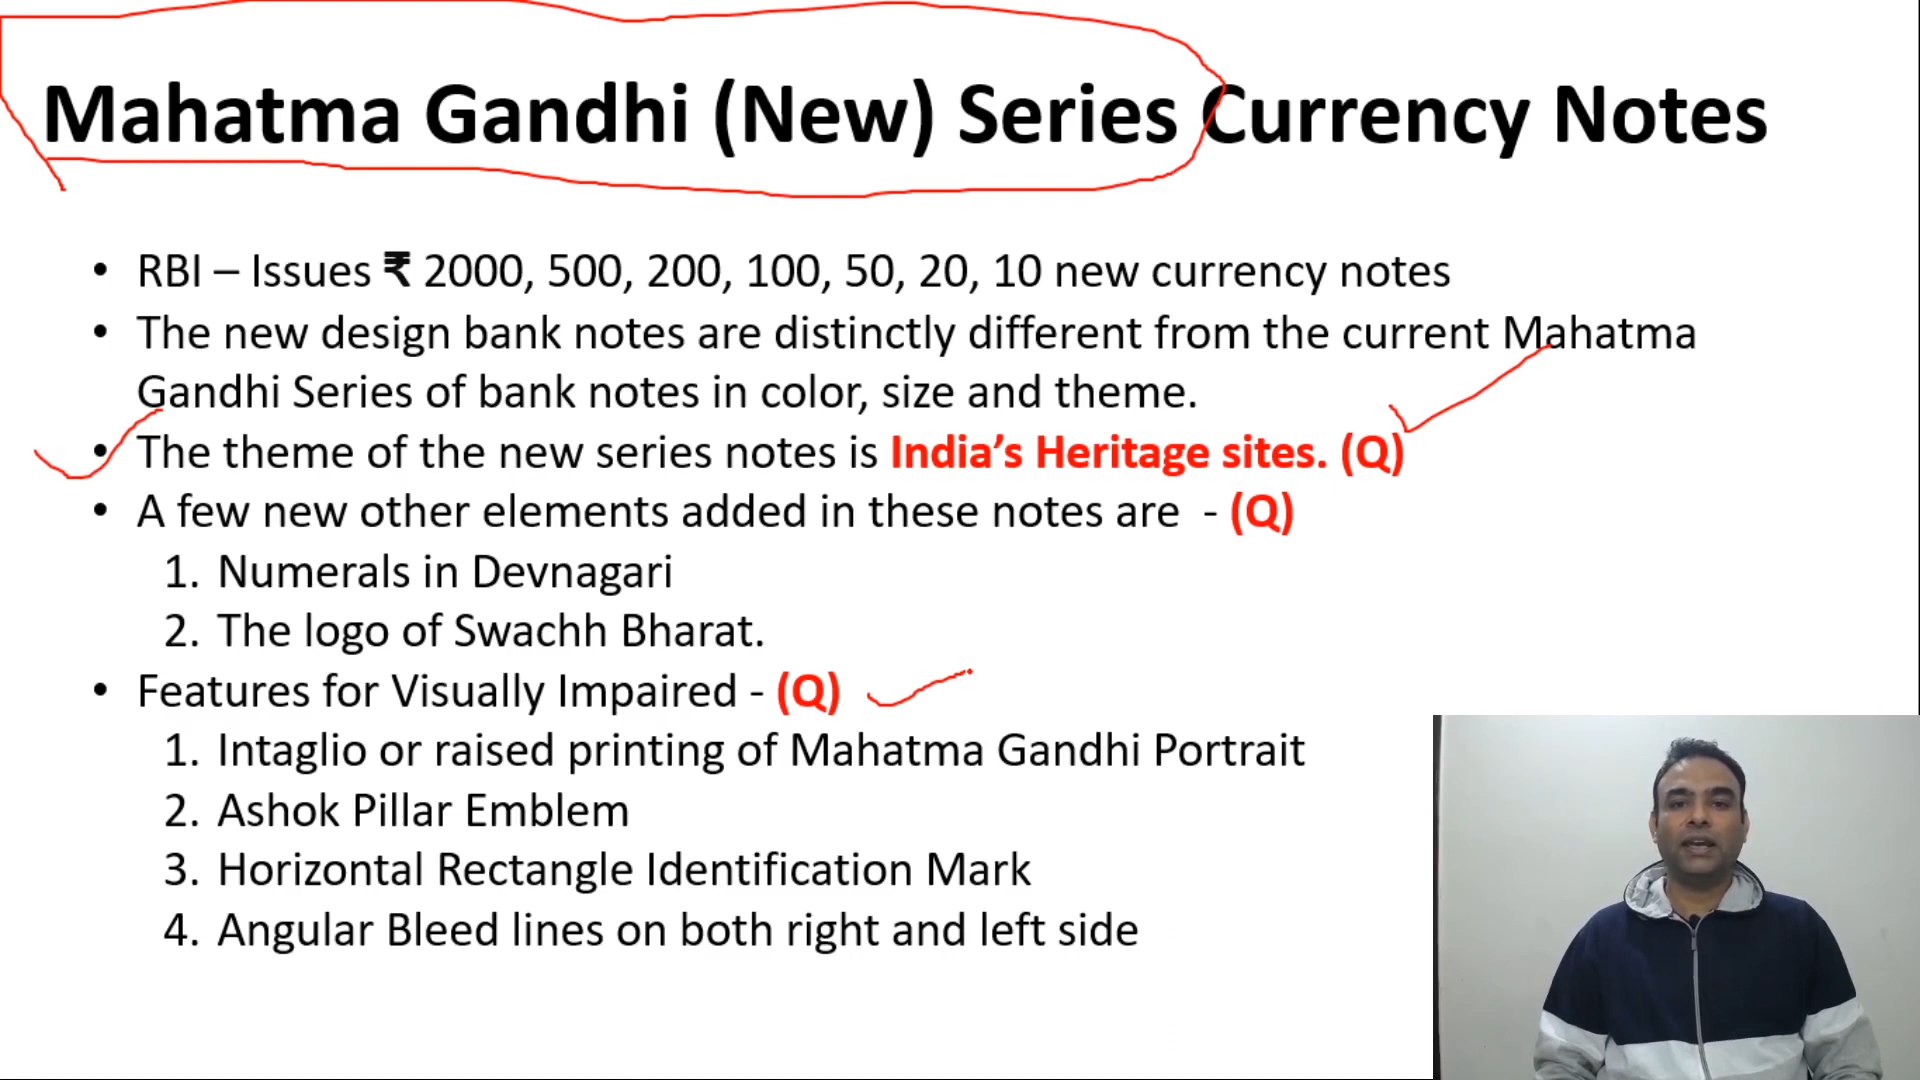 Mahatma Gandhi (New) Series Currency Notes
• RBI – Issues ₹ 2000, 500, 200, 100, 50, 20, 10 new currency notes
• The new design bank notes are distinctly different from the current Mahatma
Gandhi Series of bank notes in color, size and theme.
• The theme of the new series notes is India’s Heritage sites. (Q)
• A few new other elements added in these notes are - (Q)
1. Numerals in Devnagari
2. The logo of Swachh Bharat.
• Features for Visually Impaired - (Q)
1. Intaglio or raised printing of Mahatma Gandhi Portrait
2. Ashok Pillar Emblem
3. Horizontal Rectangle Identification Mark
4. Angular Bleed lines on both right and left side